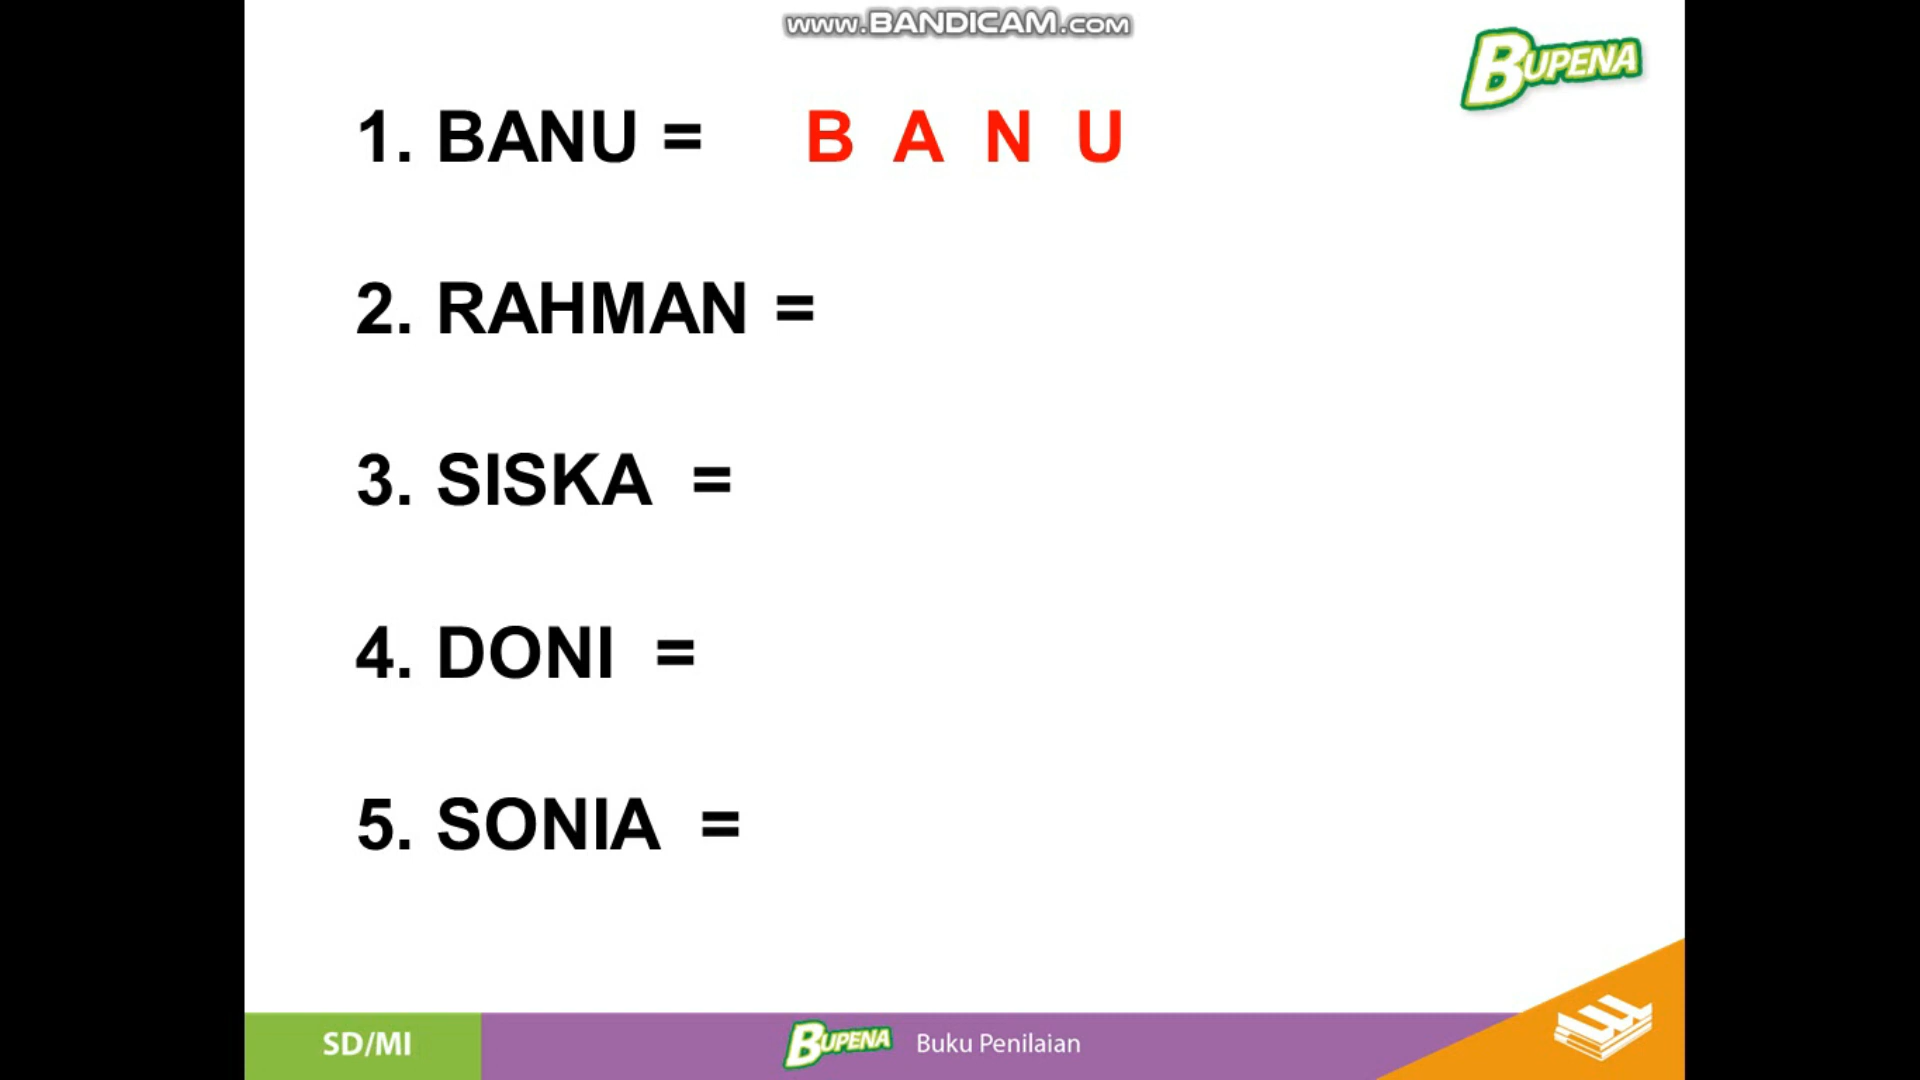 www.BANDICAM.com
BUPENA
1. BANU = B A N U
2. RAHMAN =
3. SISKA =
4. DONI =
5. SONIA =
SD/MI BUPENA Buku Penilaian